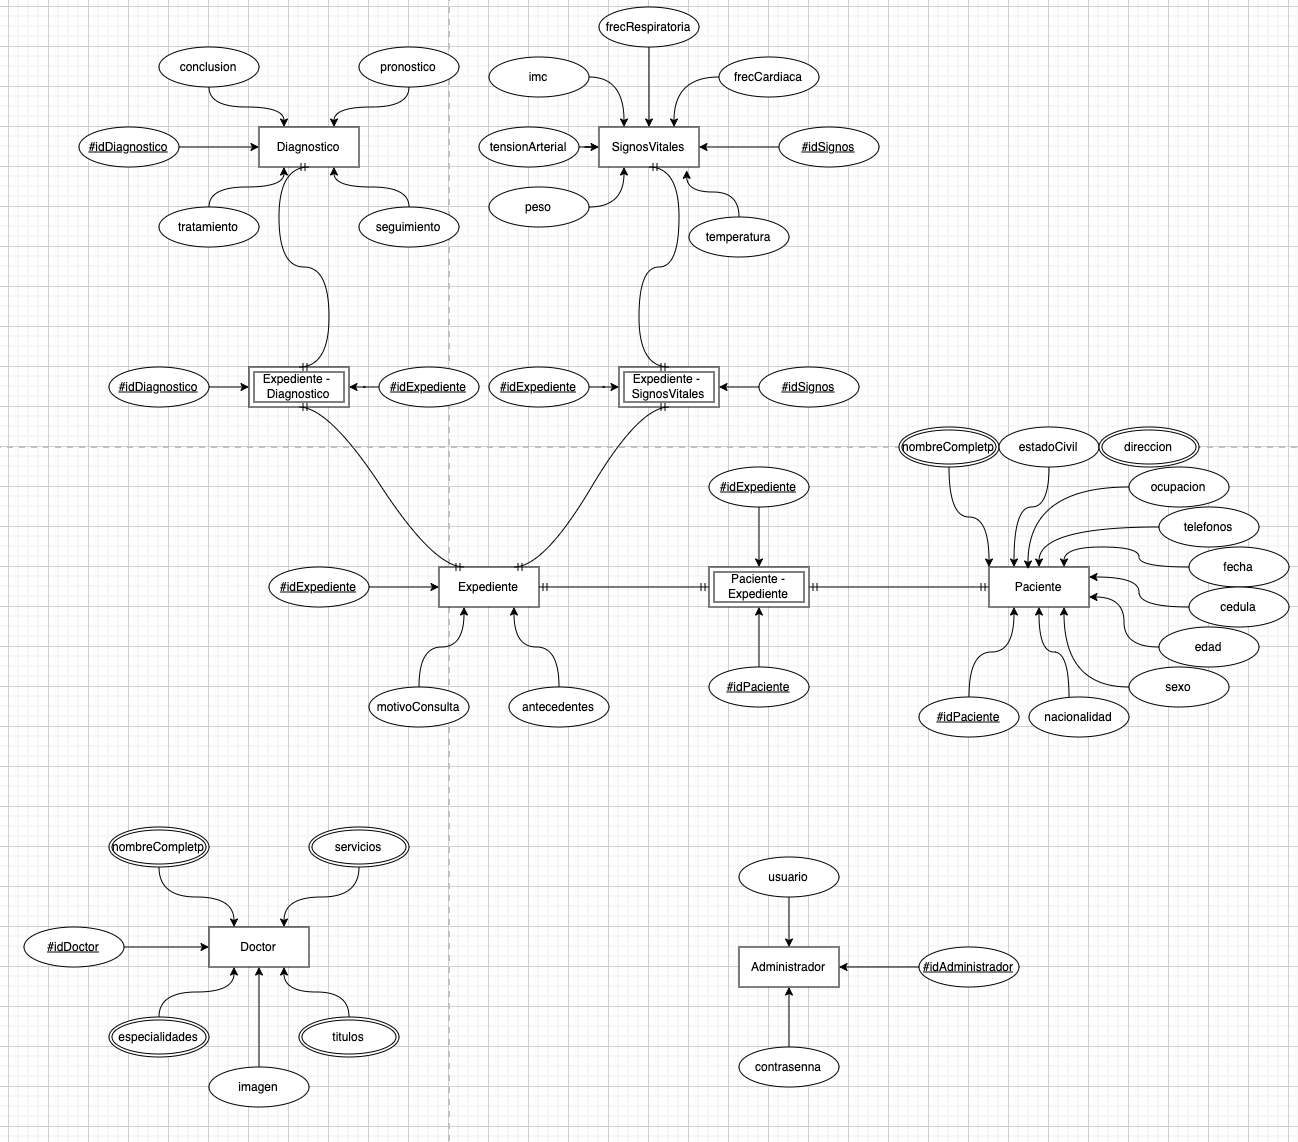 frecRespiratoria
conclusion
pronostico
imc
frecCardiaca
#idDiagnostico
Diagnostico
tensionArterial
SignosVitales
#idSignos
peso
tratamiento
seguimiento
temperatura
#idDiagnostico
Expediente -
Diagnostico
#idExpediente
#idExpediente
Expediente -
SignosVitales
#idSignos
nombreCompletp
estadoCivil
direccion
#idExpediente
ocupacion
telefonos
fecha
#idExpediente
Expediente
Paciente -
Expediente
Paciente
cedula
edad
#idPaciente
sexo
motivoConsulta
antecedentes
#idPaciente
nacionalidad
nombreCompletp
servicios
usuario
#idDoctor
Doctor
Administrador
#idAdministrador
especialidades
titulos
contrasenna
imagen